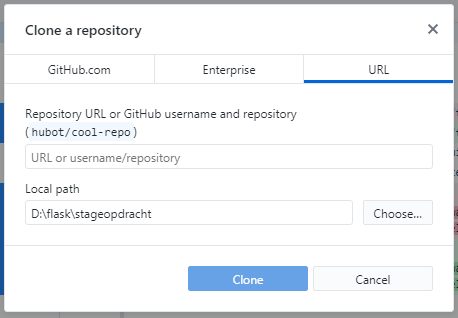 Clone a repository
GitHub.com
Enterprise
URL
Repository URL or GitHub username and repository
(hubot/cool-repo)
URL or username/repository
Local path
D:\flask\stageopdracht
Choose...
Clone
Cancel